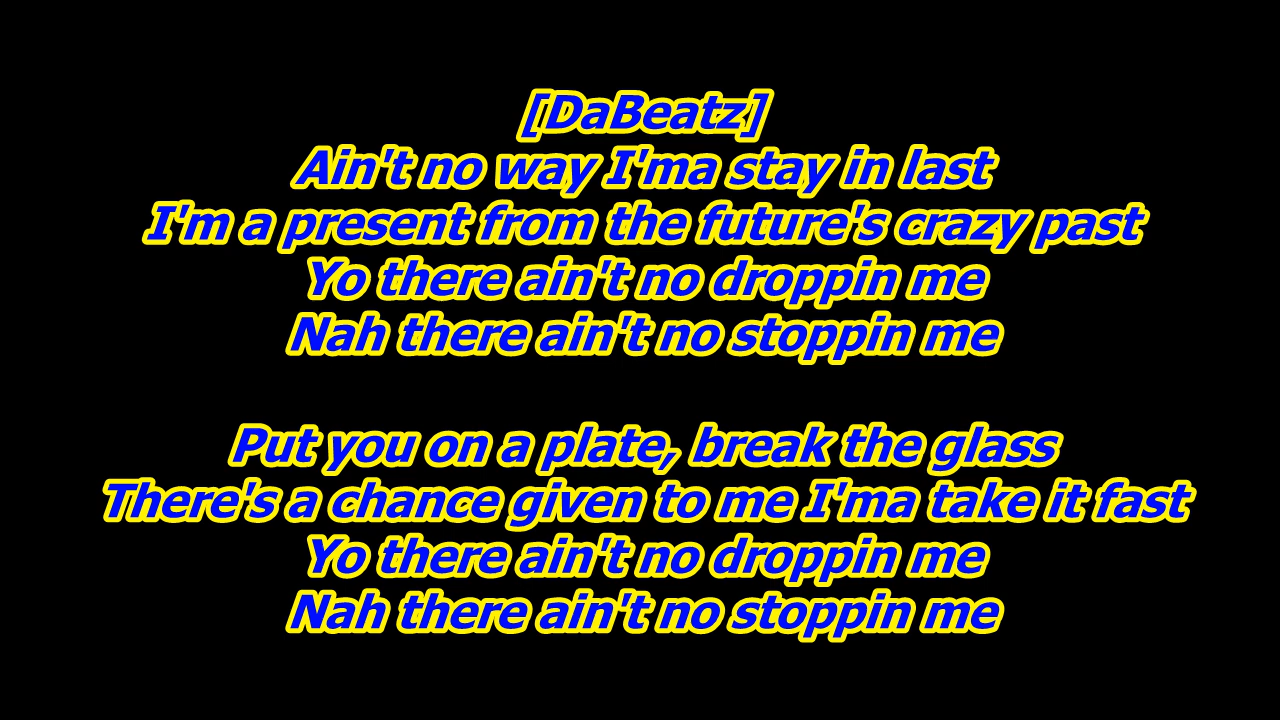 [DaBeatz]
Ain't no way I'ma stay in last
I'm a present from the future's crazy past
Yo there ain't no droppin me
Nah there ain't no stoppin me
Put you on a plate, break the glass
There's a chance given to me I'ma take it fast
Yo there ain't no droppin me
Nah there ain't no stoppin me